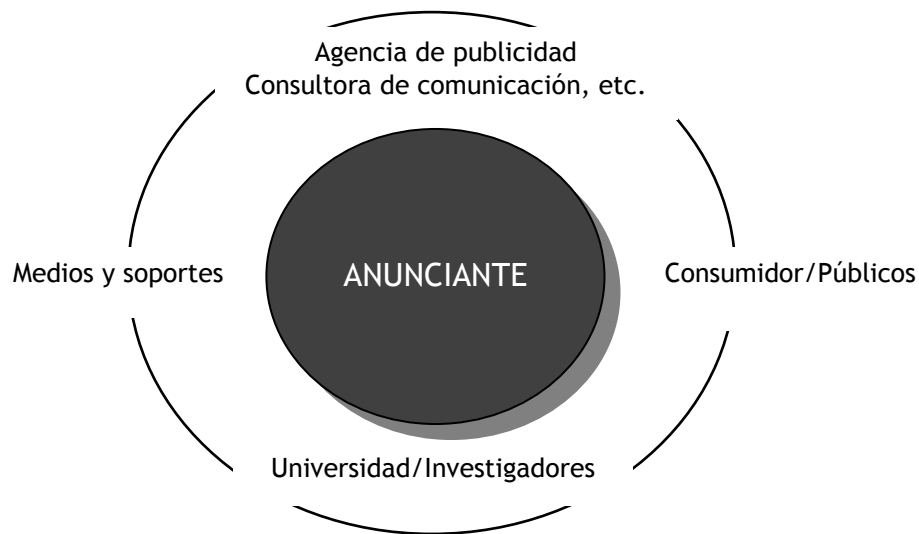 Agencia de publicidad
Consultora de comunicación, etc.
Medios y soportes
ANUNCIANTE
Consumidor/Públicos
Universidad/Investigadores